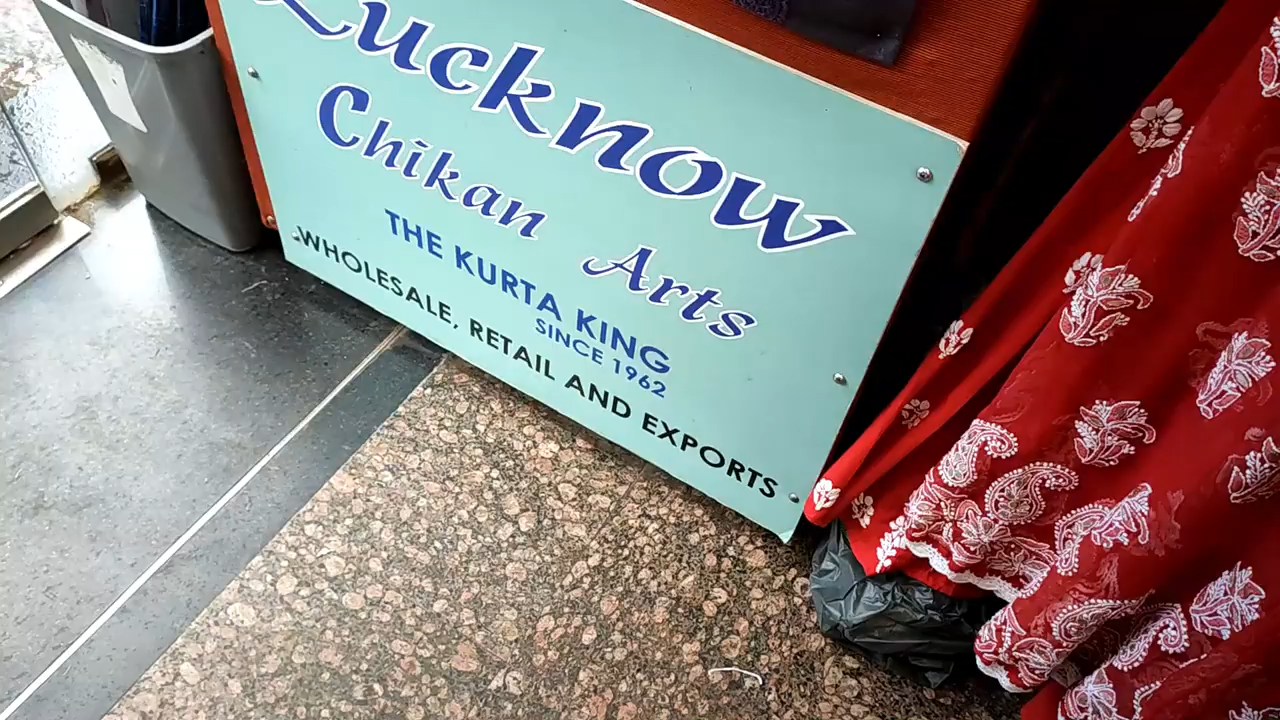 Lucknow
Chikan Arts
THE KURTA KING
SINCE 1962
WHOLESALE, RETAIL AND EXPORTS